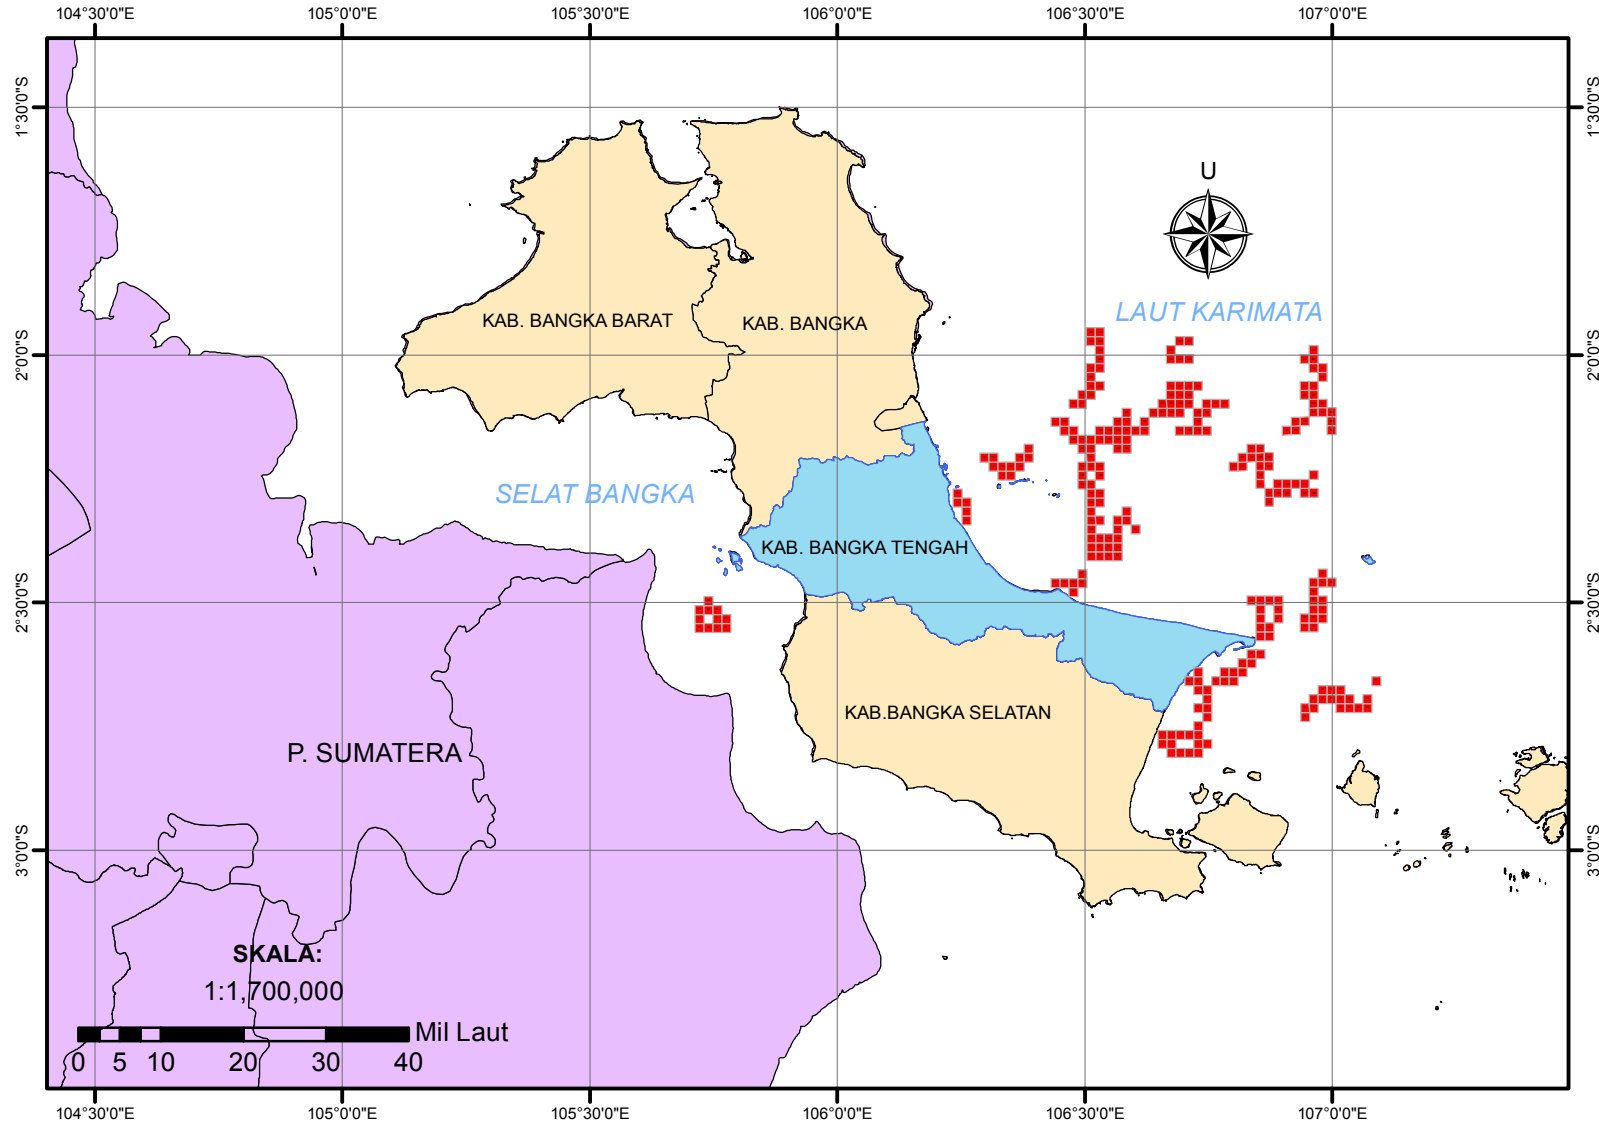 104°30'0"E 105°0'0"E 105°30'0"E 106°0'0"E 106°30'0"E 107°0'0"E
1°30'0"S 1°30'0"S
U
LAUT KARIMATA
KAB. BANGKA BARAT KAB. BANGKA
2°0'0"S 2°0'0"S
SELAT BANGKA
KAB. BANGKA TENGAH
2°30'0"S 2°30'0"S
KAB.BANGKA SELATAN
P. SUMATERA
3°0'0"S 3°0'0"S
SKALA:
1:1,700,000
Mil Laut
0 5 10 20 30 40
104°30'0"E 105°0'0"E 105°30'0"E 106°0'0"E 106°30'0"E 107°0'0"E